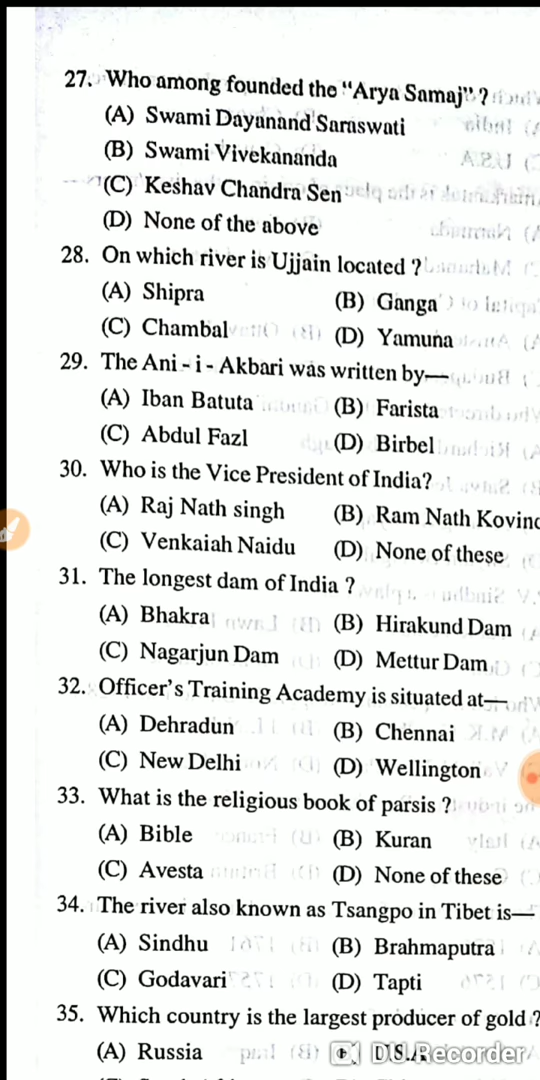 27. Who among founded the "Arya Samaj" ?
(A) Swami Dayanand Saraswati
(B) Swami Vivekananda
(C) Keshav Chandra Sen
(D) None of the above
28. On which river is Ujjain located ?
(A) Shipra (B) Ganga
(C) Chambal (D) Yamuna
29. The Ani - i - Akbari was written by—
(A) Iban Batuta (B) Farista
(C) Abdul Fazl (D) Birbel
30. Who is the Vice President of India?
(A) Raj Nath singh (B) Ram Nath Kovind
(C) Venkaiah Naidu (D) None of these
31. The longest dam of India ?
(A) Bhakra (B) Hirakund Dam
(C) Nagarjun Dam (D) Mettur Dam
32. Officer's Training Academy is situated at—
(A) Dehradun (B) Chennai
(C) New Delhi (D) Wellington
33. What is the religious book of parsis ?
(A) Bible (B) Kuran
(C) Avesta (D) None of these
34. The river also known as Tsangpo in Tibet is—
(A) Sindhu (B) Brahmaputra
(C) Godavari (D) Tapti
35. Which country is the largest producer of gold ?
(A) Russia
DU Recorder